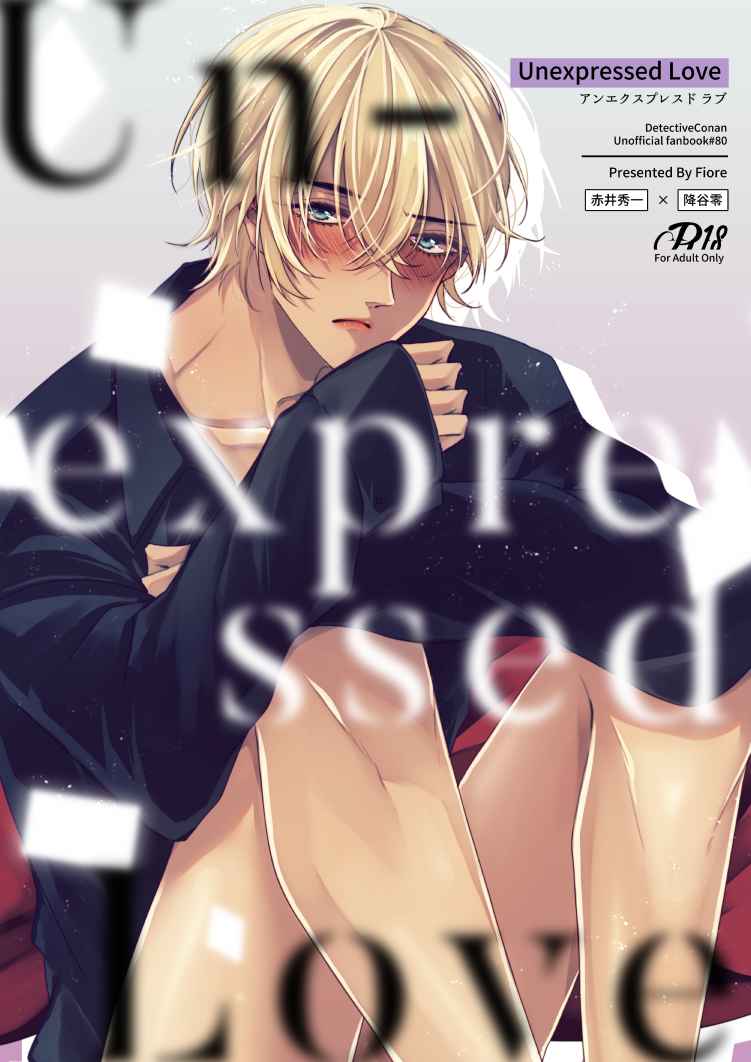 Un-
expre
ssed
Love
Unexpressed Love
アンエクスプレスド ラブ
DetectiveConan
Unofficial fanbook#80
Presented By Fiore
赤井秀一 × 降谷零
R18
For Adult Only